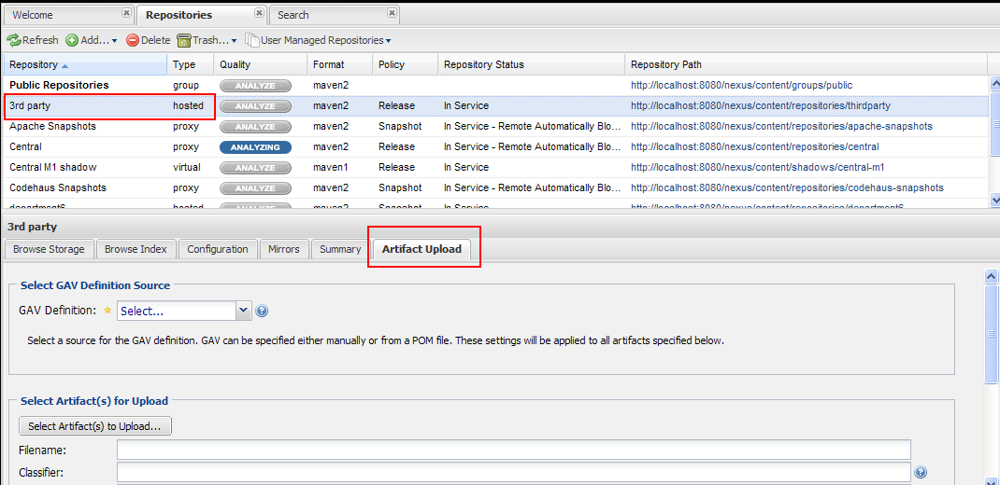 Welcome Repositories Search
Refresh Add... Delete Trash... User Managed Repositories
Repository Type Quality Format Policy Repository Status Repository Path
Public Repositories group ANALYZE maven2 http://localhost:8080/nexus/content/groups/public
3rd party hosted ANALYZE maven2 Release In Service http://localhost:8080/nexus/content/repositories/thirdparty
Apache Snapshots proxy ANALYZE maven2 Snapshot In Service - Remote Automatically Blo... http://localhost:8080/nexus/content/repositories/apache-snapshots
Central proxy ANALYZING maven2 Release In Service - Remote Automatically Blo... http://localhost:8080/nexus/content/repositories/central
Central M1 shadow virtual ANALYZE maven1 Release In Service http://localhost:8080/nexus/content/shadows/central-m1
Codehaus Snapshots proxy ANALYZE maven2 Snapshot In Service - Remote Automatically Blo... http://localhost:8080/nexus/content/repositories/codehaus-snapshots
department6 hosted ANALYZE maven2 Snapshot In Service http://localhost:8080/nexus/content/repositories/department6
3rd party
Browse Storage Browse Index Configuration Mirrors Summary Artifact Upload
Select GAV Definition Source
GAV Definition: Select...
Select a source for the GAV definition. GAV can be specified either manually or from a POM file. These settings will be applied to all artifacts specified below.
Select Artifact(s) for Upload
Select Artifact(s) to Upload...
Filename:
Classifier: